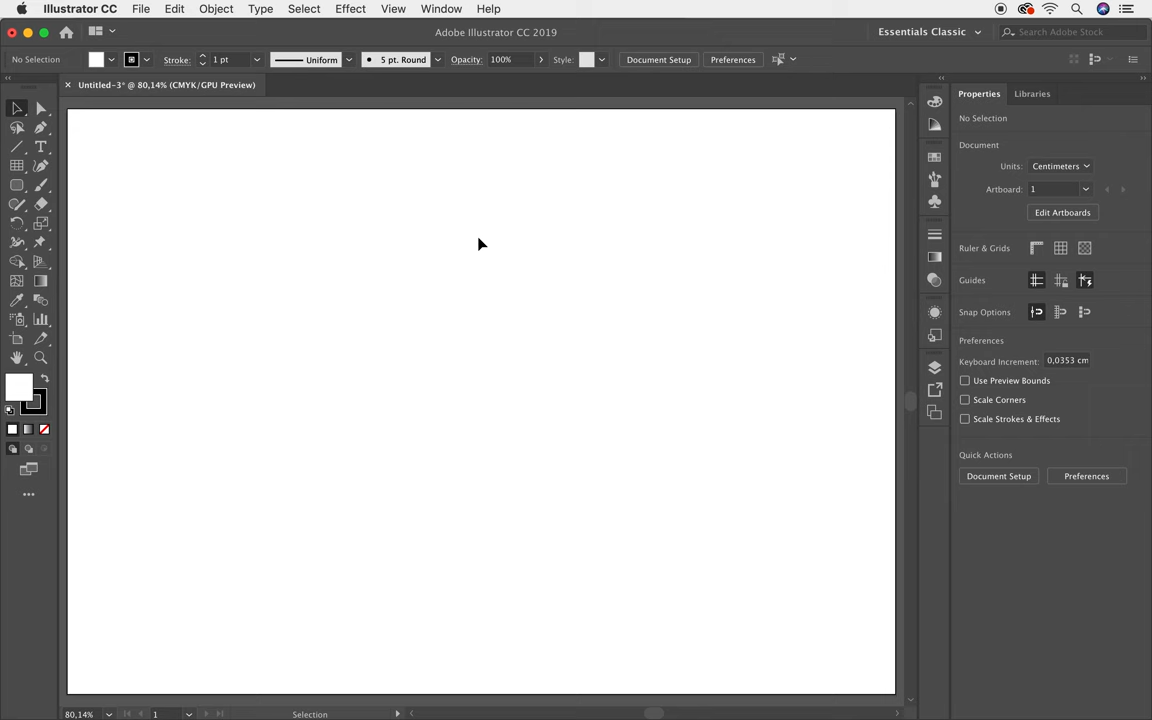 Illustrator CC File Edit Object Type Select Effect View Window Help
Adobe Illustrator CC 2019
Essentials Classic
Search Adobe Stock
No Selection
Stroke: 1 pt
Uniform
5 pt. Round
Opacity: 100%
Style:
Document Setup
Preferences
× Untitled-3* @ 80,14% (CMYK/GPU Preview)
Properties Libraries
No Selection
Document
Units: Centimeters
Artboard: 1
Edit Artboards
Ruler & Grids
Guides
Snap Options
Preferences
Keyboard Increment: 0,0353 cm
Use Preview Bounds
Scale Corners
Scale Strokes & Effects
Quick Actions
Document Setup Preferences
80,14% 1 Selection